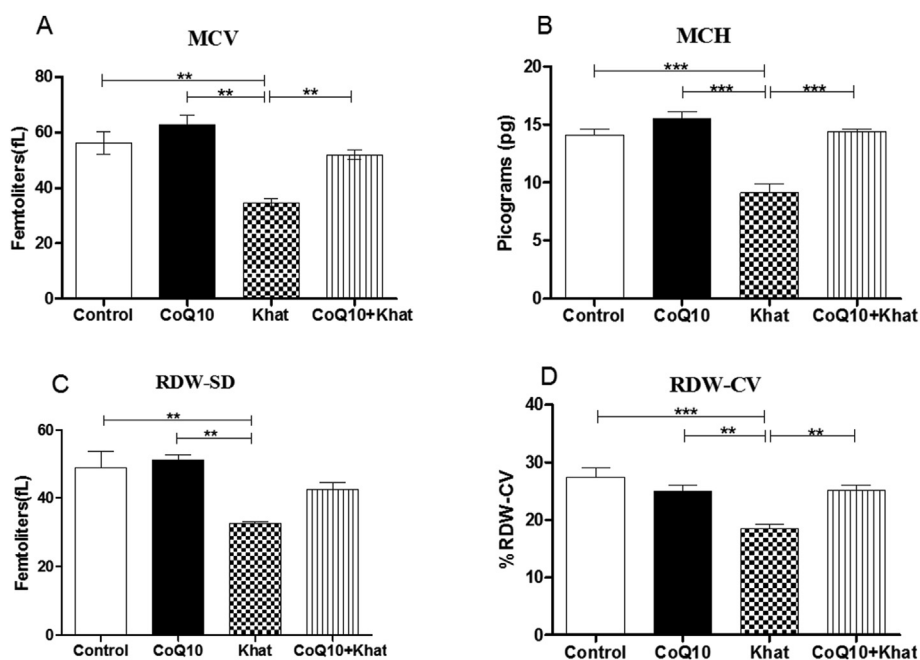 A
MCV
Femtoliters(fL)
80
60
40
20
0
**
**
**
Control
CoQ10
Khat
CoQ10+Khat
B
MCH
Picograms (pg)
20
15
10
5
0
***
***
***
Control
CoQ10
Khat
CoQ10+Khat
C
RDW-SD
Femtoliters(fL)
60
40
20
0
**
**
Control
CoQ10
Khat
CoQ10+Khat
D
RDW-CV
% RDW-CV
40
30
20
10
0
***
**
**
Control
CoQ10
Khat
CoQ10+Khat